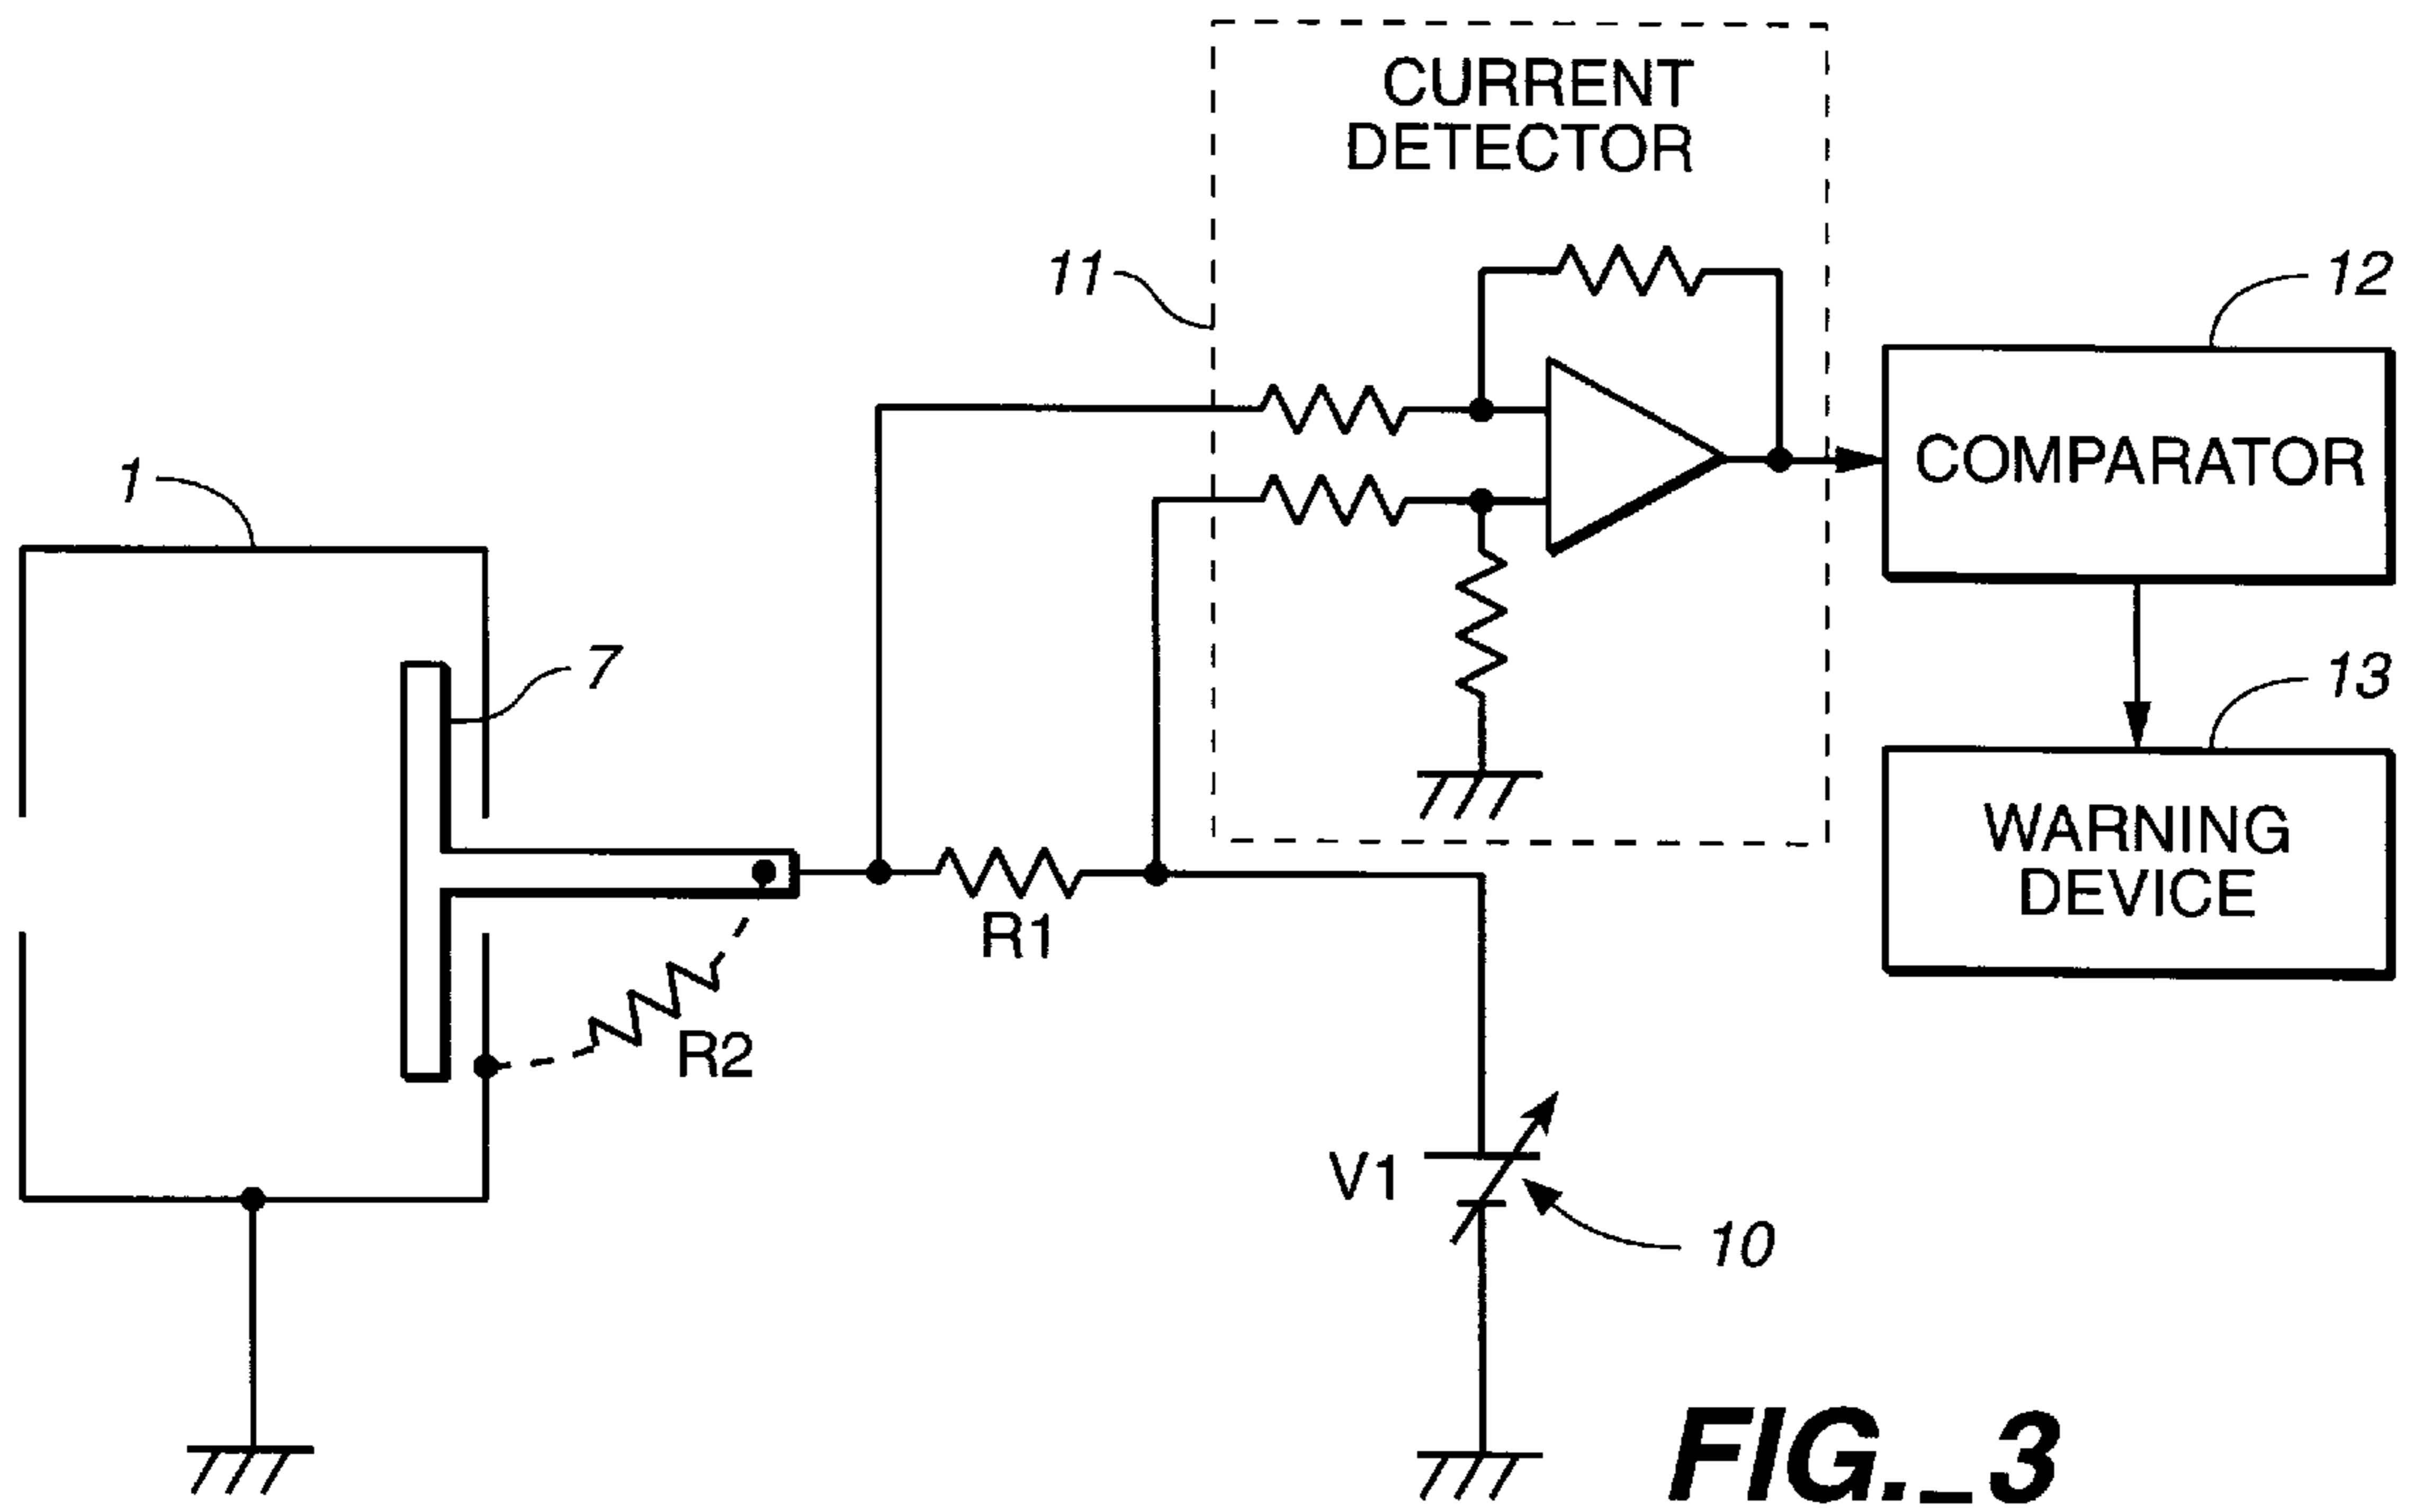 CURRENT
DETECTOR
11
12
COMPARATOR
1
7
13
WARNING
DEVICE
R1
R2
V1
10
FIG._3